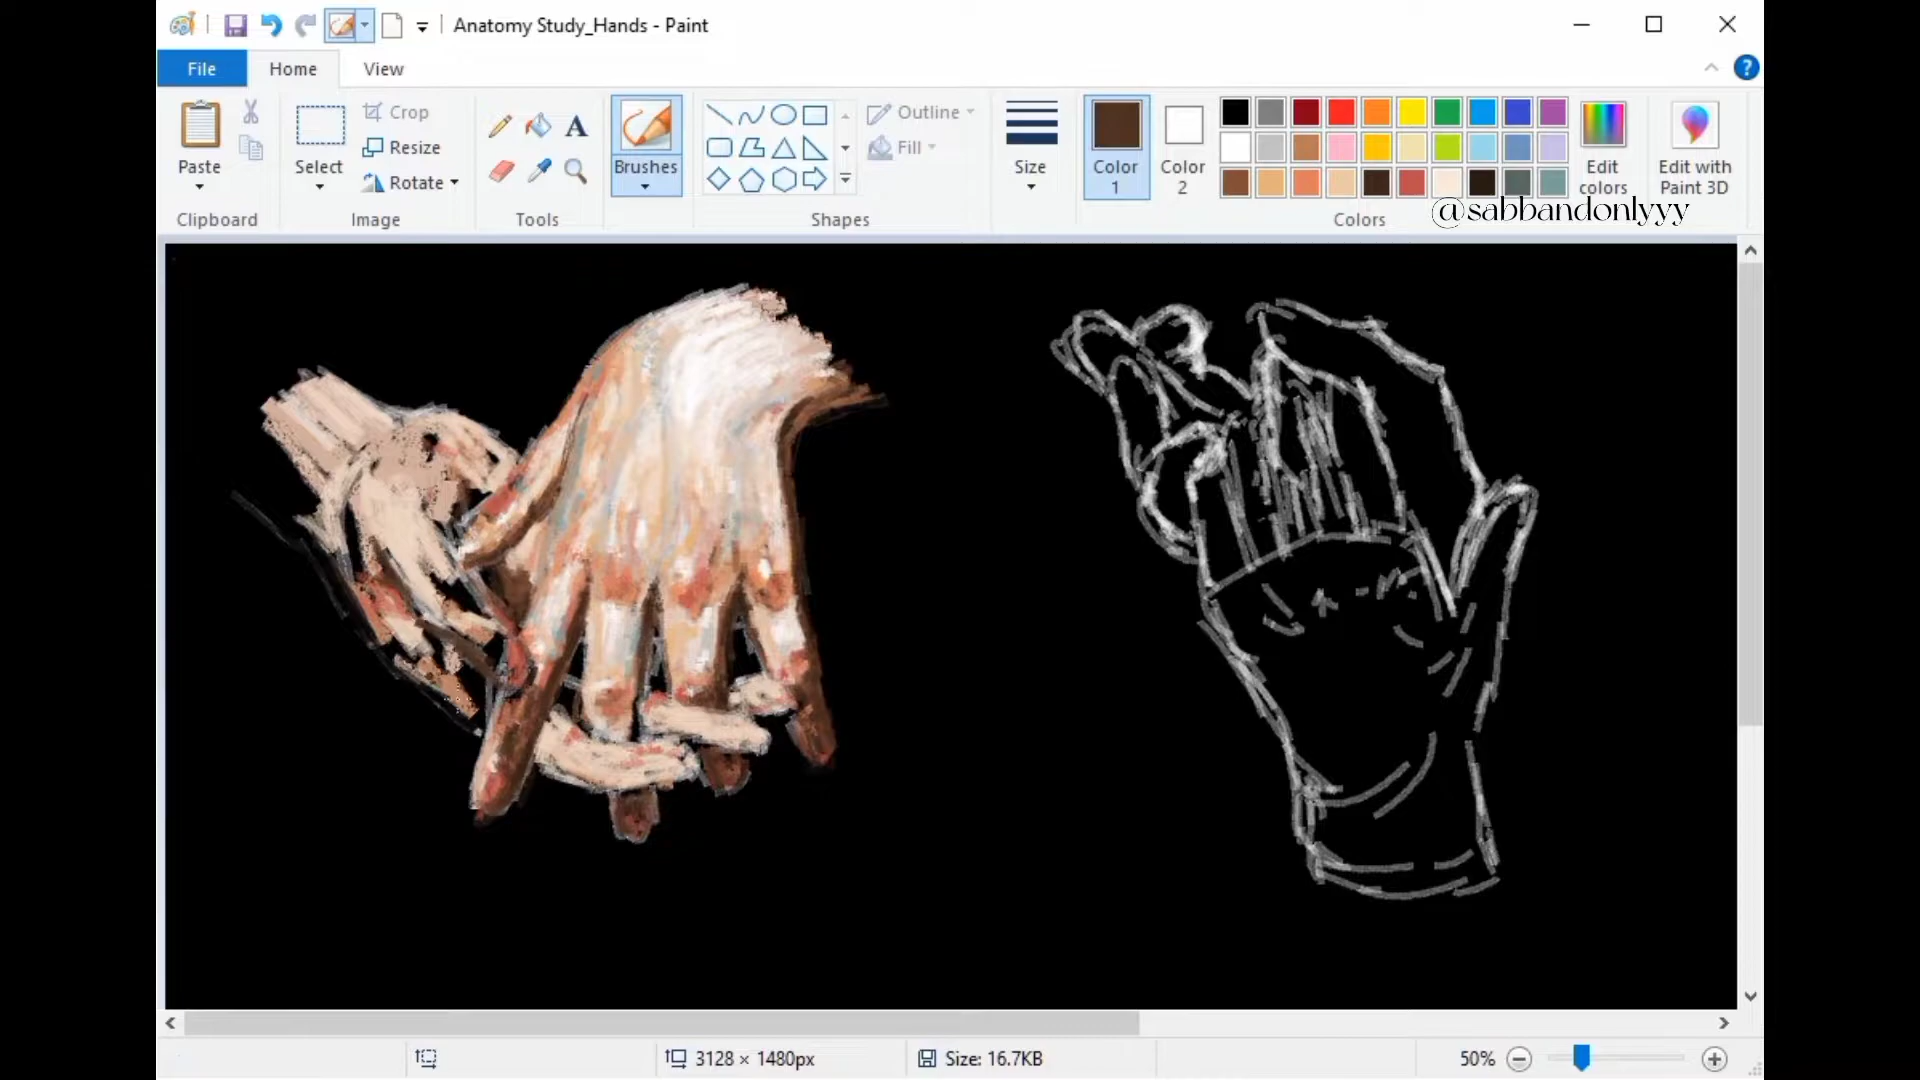 Anatomy Study_Hands - Paint
File Home View
Paste
Clipboard
Select
Crop
Resize
Rotate
Image
A
Tools
Brushes
Shapes
Outline
Fill
Size
Color 1
Color 2
Colors
Edit colors
Edit with Paint 3D
?
@sabbandonlyyy
3128 × 1480px
Size: 16.7KB
50%